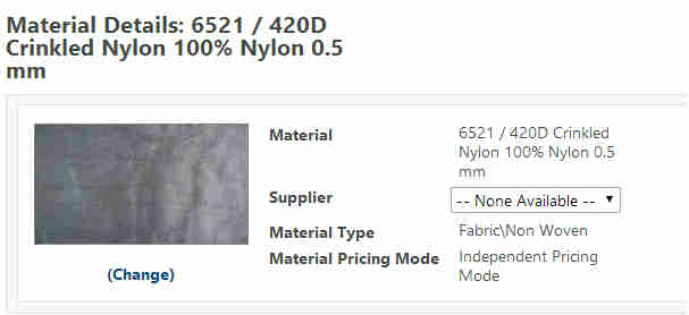 Material Details: 6521 / 420D
Crinkled Nylon 100% Nylon 0.5
mm
Material
6521 / 420D Crinkled
Nylon 100% Nylon 0.5
mm
Supplier
-- None Available --
Material Type
Fabric\Non Woven
Material Pricing Mode
Independent Pricing
Mode
(Change)